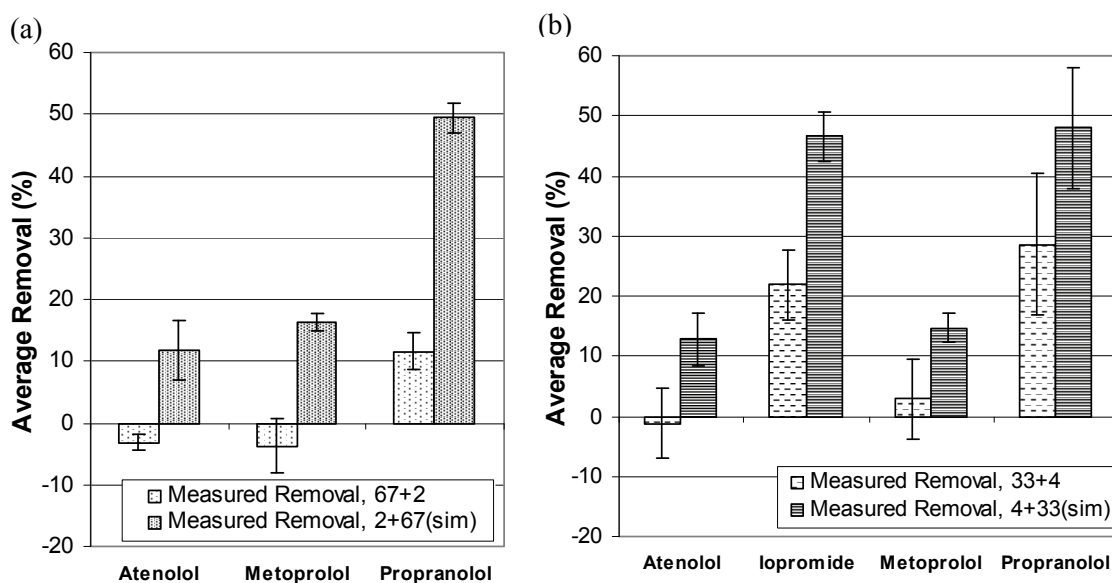 (a)
60
50
40
30
20
10
0
-10
-20
Average Removal (%)
Measured Removal, 67+2
Measured Removal, 2+67(sim)
Atenolol Metoprolol Propranolol
(b)
60
50
40
30
20
10
0
-10
-20
Average Removal (%)
Measured Removal, 33+4
Measured Removal, 4+33(sim)
Atenolol Iopromide Metoprolol Propranolol